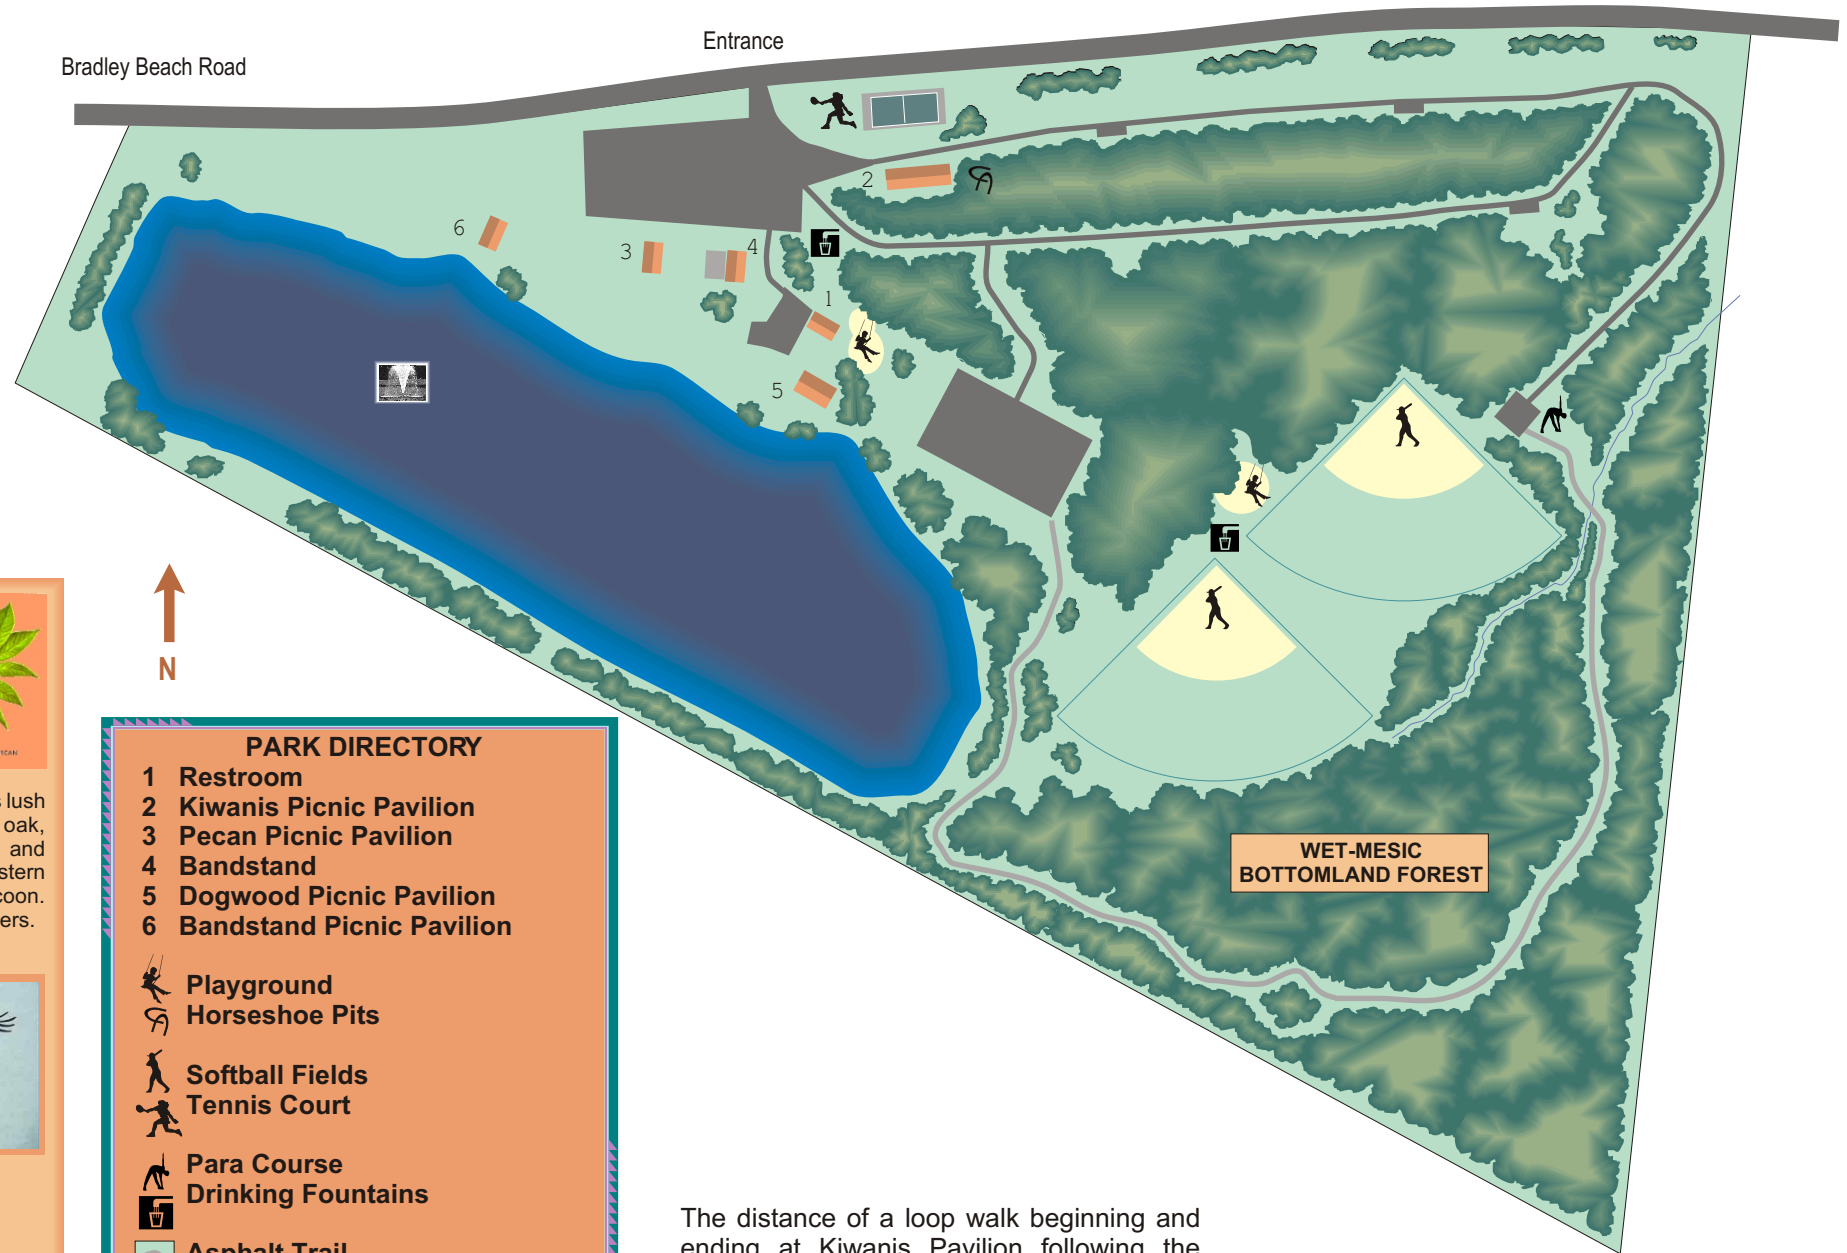 Entrance
Bradley Beach Road
2
6
3
4
1
5
N
lush
oak,
and
stern
coon.
ers.
PARK DIRECTORY
1 Restroom
2 Kiwanis Picnic Pavilion
3 Pecan Picnic Pavilion
4 Bandstand
5 Dogwood Picnic Pavilion
6 Bandstand Picnic Pavilion
Playground
Horseshoe Pits
Softball Fields
Tennis Court
Para Course
Drinking Fountains
Asphalt Trail
WET-MESIC
BOTTOMLAND FOREST
The distance of a loop walk beginning and
ending at Kiwanis Pavilion following the